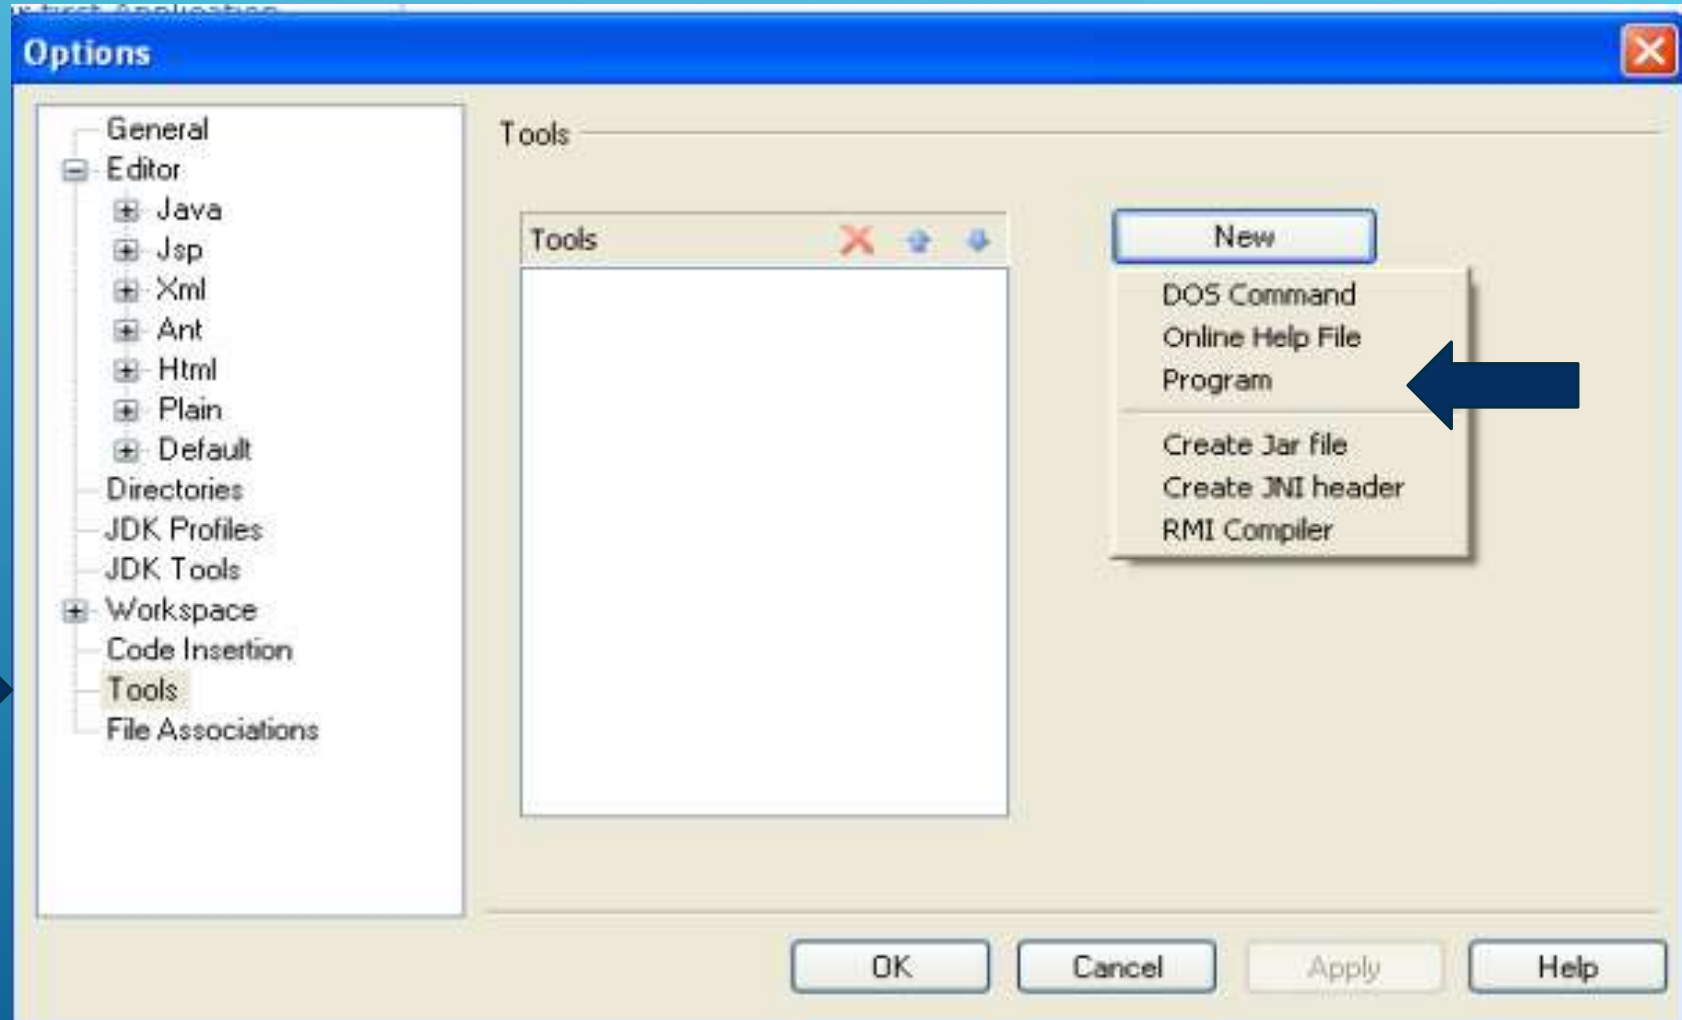 first Application
Options
General
Editor
Java
Jsp
Xml
Ant
Html
Plain
Default
Directories
JDK Profiles
JDK Tools
Workspace
Code Insertion
Tools
File Associations
Tools
Tools
New
DOS Command
Online Help File
Program
Create Jar file
Create JNI header
RMI Compiler
OK
Cancel
Apply
Help